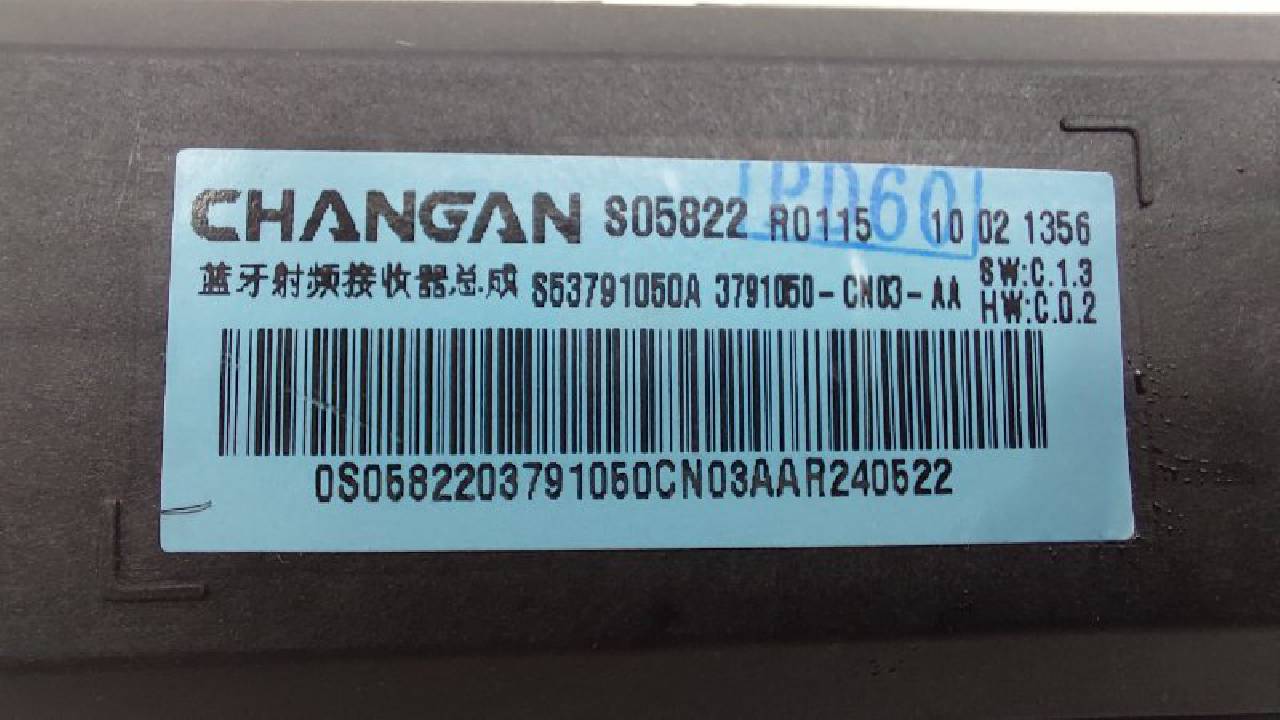 CHANGAN S05822 R0115 10 02 1356
PD60
蓝牙射频接收器总成 S53791050A 3791050-CN03-AA
SW:C.1.3
HW:C.0.2
0S0582203791050CN03AAR240522